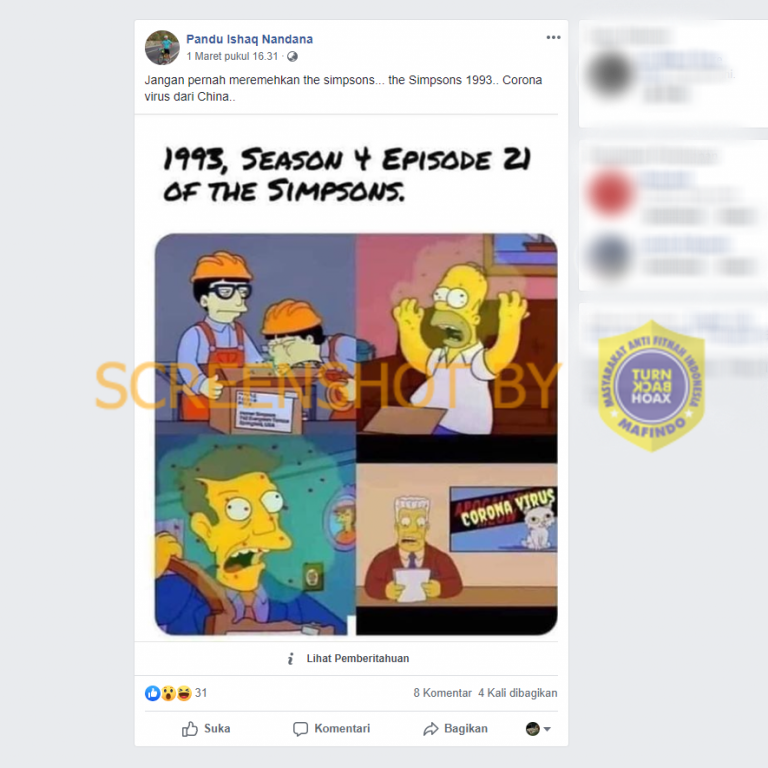 Pandu Ishaq Nandana
1 Maret pukul 16.31 ·
Jangan pernah meremehkan the simpsons... the Simpsons 1993.. Corona
virus dari China..
1993, SEASON 4 EPISODE 21
OF THE SIMPSONS.
CORONA VIRUS
SCREENSHOT BY
MASYARAKAT ANTI FITNAH INDONESIA
TURN
BACK
HOAX
MAFINDO
Lihat Pemberitahuan
31
8 Komentar 4 Kali dibagikan
Suka Komentari Bagikan